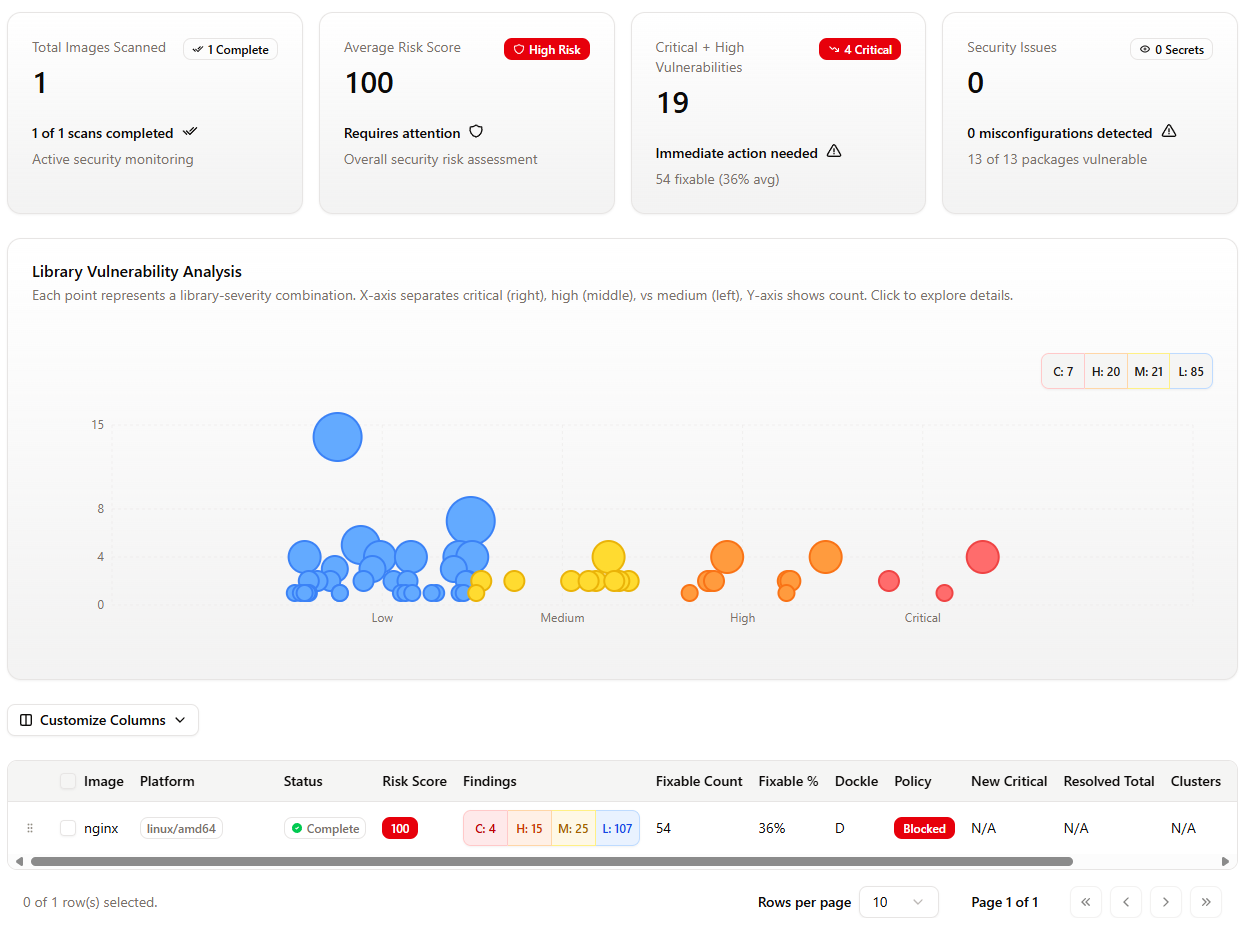 Total Images Scanned
1 Complete
1
1 of 1 scans completed
Active security monitoring
Average Risk Score
High Risk
100
Requires attention
Overall security risk assessment
Critical + High
Vulnerabilities
4 Critical
19
Immediate action needed
54 fixable (36% avg)
Security Issues
0 Secrets
0
0 misconfigurations detected
13 of 13 packages vulnerable
Library Vulnerability Analysis
Each point represents a library-severity combination. X-axis separates critical (right), high (middle), vs medium (left), Y-axis shows count. Click to explore details.
C: 7 H: 20 M: 21 L: 85
15
8
4
0
Low Medium High Critical
Customize Columns
Image Platform Status Risk Score Findings Fixable Count Fixable % Dockle Policy New Critical Resolved Total Clusters
nginx linux/amd64 Complete 100 C: 4 H: 15 M: 25 L: 107 54 36% D Blocked N/A N/A N/A
0 of 1 row(s) selected.
Rows per page 10 Page 1 of 1